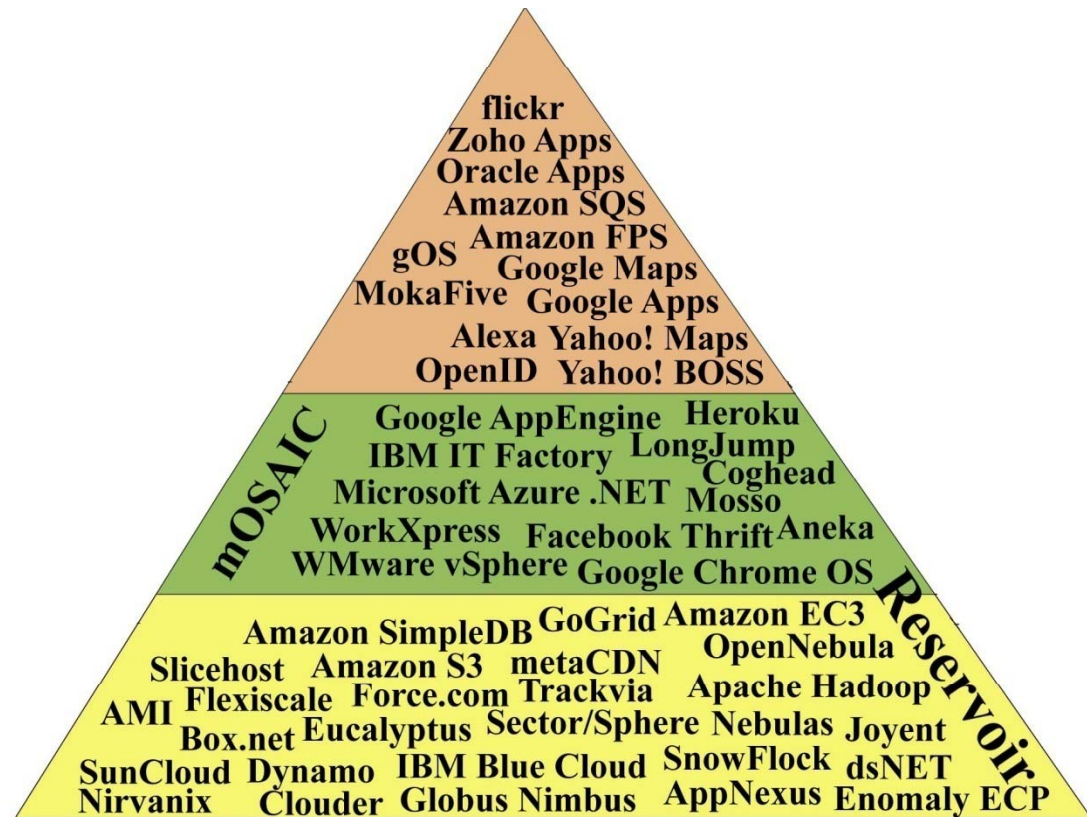 flickr
Zoho Apps
Oracle Apps
Amazon SQS
Amazon FPS
gOS
Google Maps
MokaFive
Google Apps
Alexa
Yahoo! Maps
OpenID
Yahoo! BOSS
mOSAIC
Google AppEngine
Heroku
IBM IT Factory
LongJump
Coghead
Microsoft Azure .NET
Mosso
WorkXpress
Facebook Thrift
Aneka
WMware vSphere
Google Chrome OS
Reservoir
Amazon SimpleDB
GoGrid
Amazon EC3
OpenNebula
Slicehost
Amazon S3
metaCDN
Flexiscale
Force.com
Trackvia
Apache Hadoop
AMI
Box.net
Eucalyptus
Sector/Sphere
Nebulas
Joyent
SunCloud
Dynamo
IBM Blue Cloud
SnowFlock
dsNET
Nirvanix
Clouder
Globus Nimbus
AppNexus
Enomaly ECP